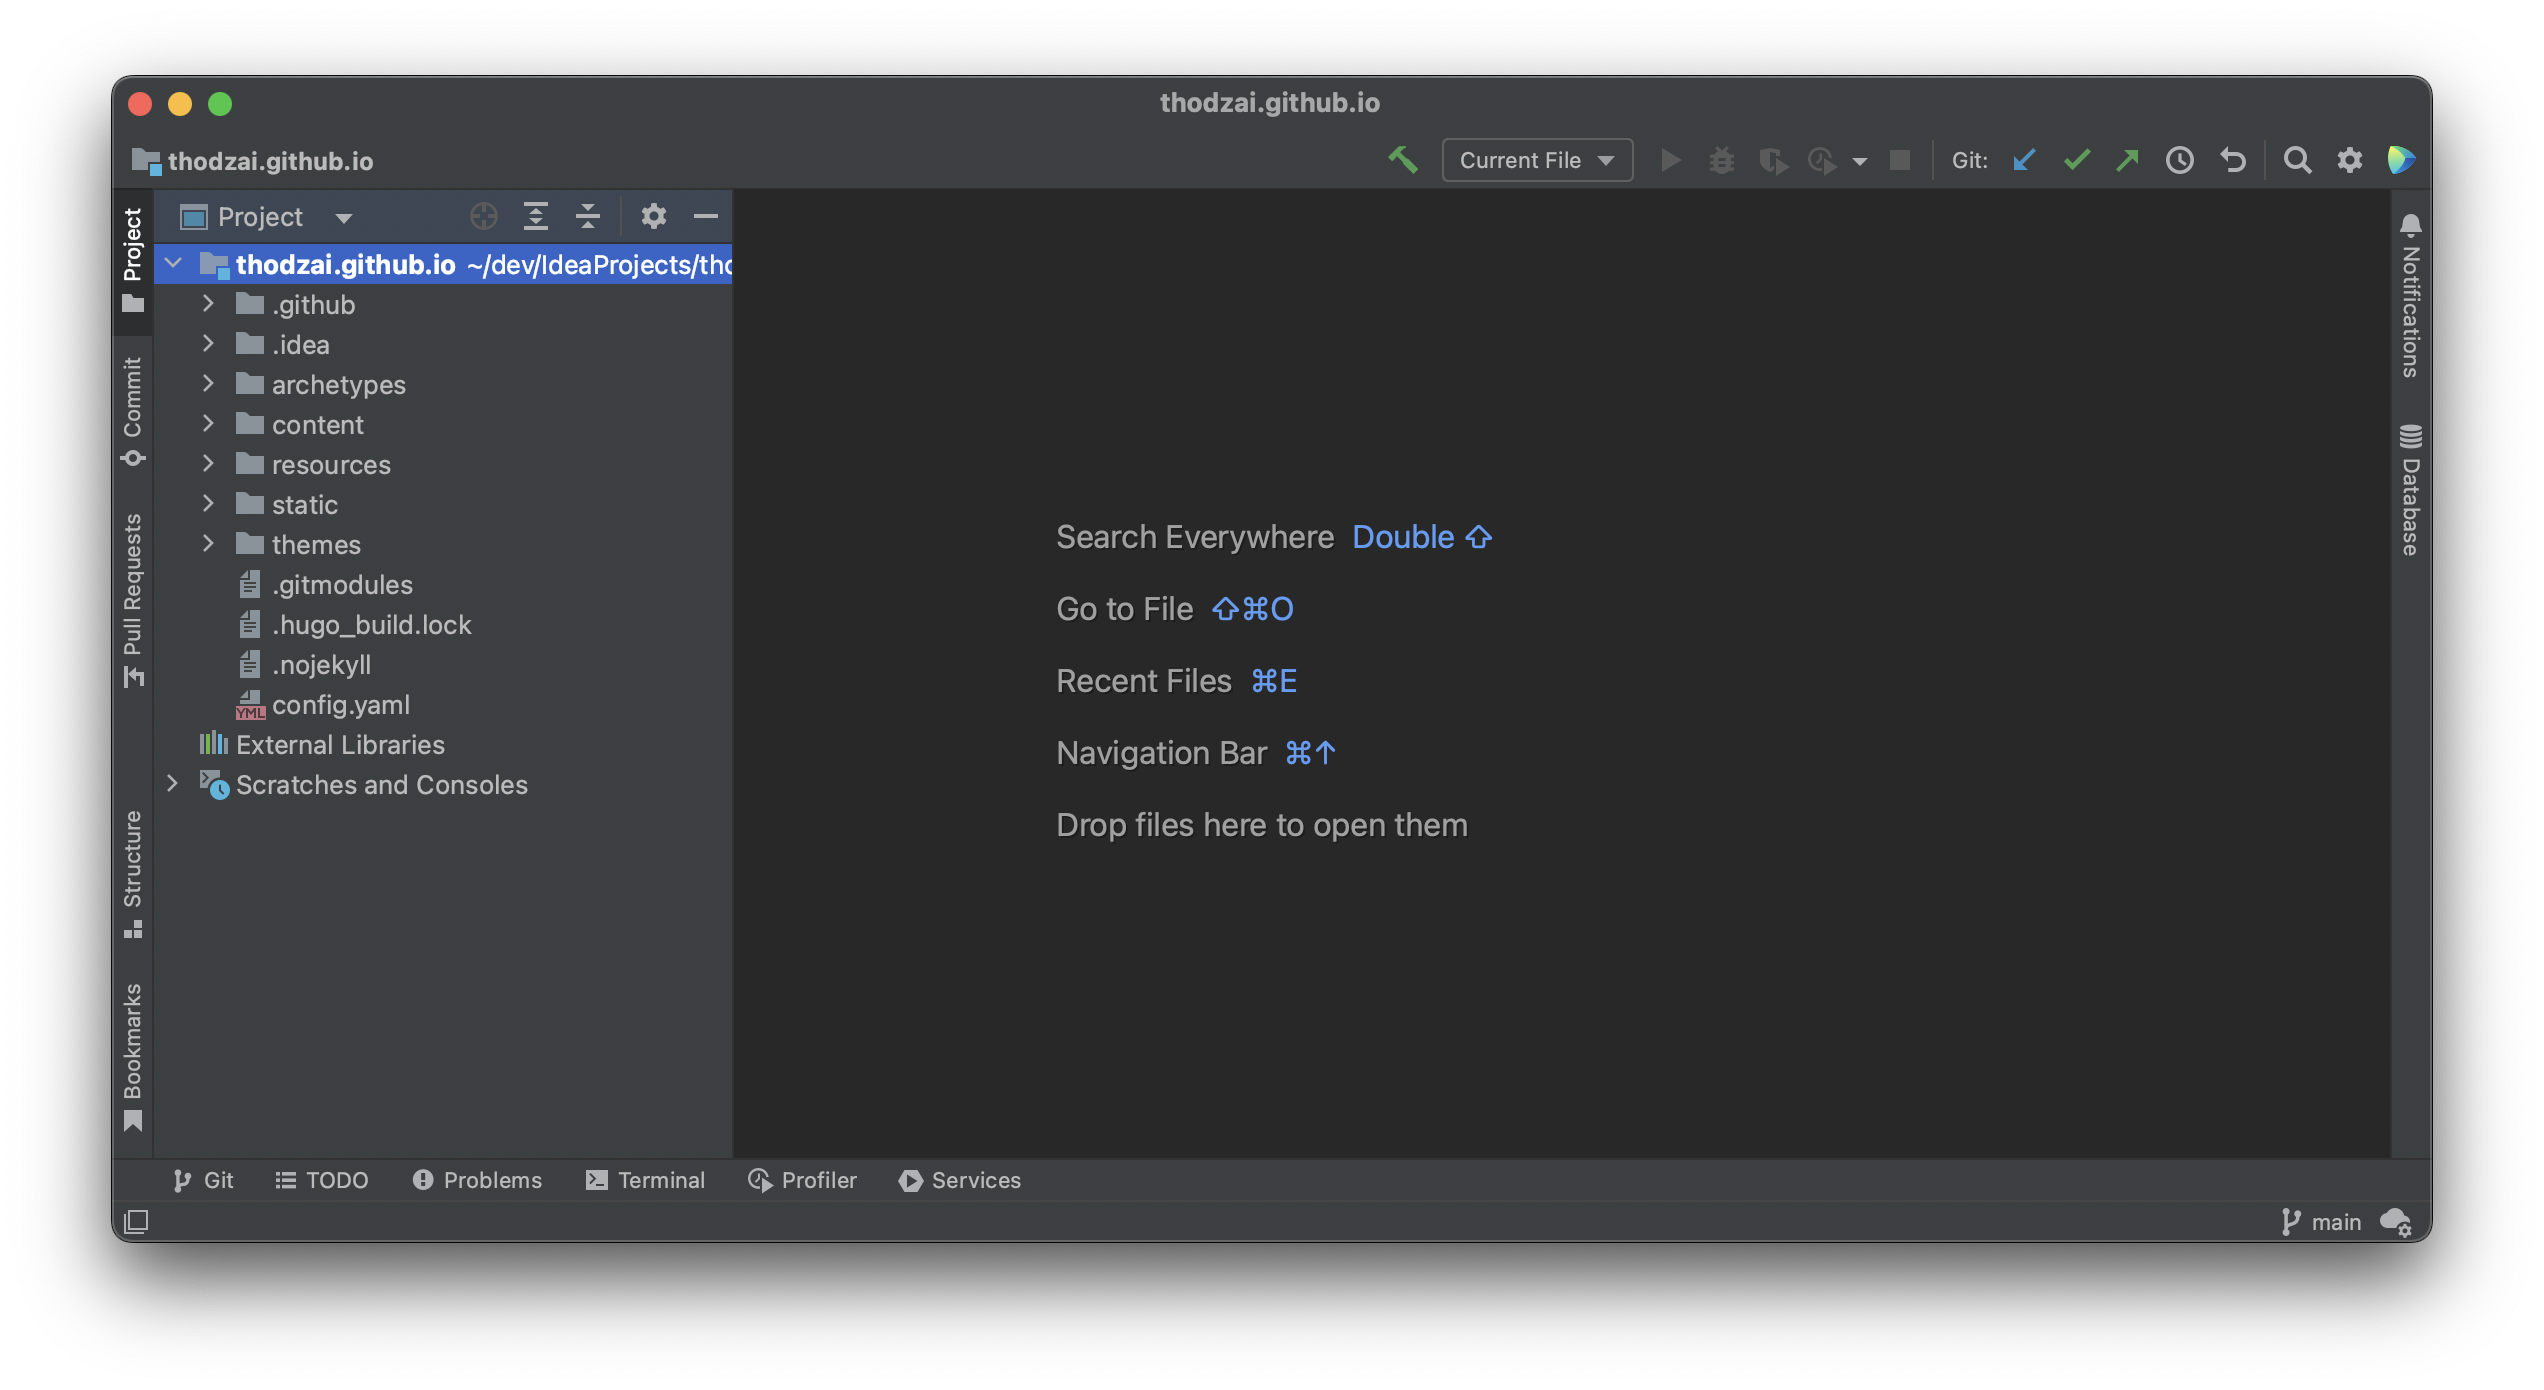 thodzai.github.io
thodzai.github.io
Current File
Git:
Project
Commit
Pull Requests
Structure
Bookmarks
Project
thodzai.github.io ~/dev/IdeaProjects/tho
.github
.idea
archetypes
content
resources
static
themes
.gitmodules
.hugo_build.lock
.nojekyll
YML config.yaml
External Libraries
Scratches and Consoles
Search Everywhere Double ⇧
Go to File ⇧⌘O
Recent Files ⌘E
Navigation Bar ⌘↑
Drop files here to open them
Notifications
Database
Git TODO Problems Terminal Profiler Services
main